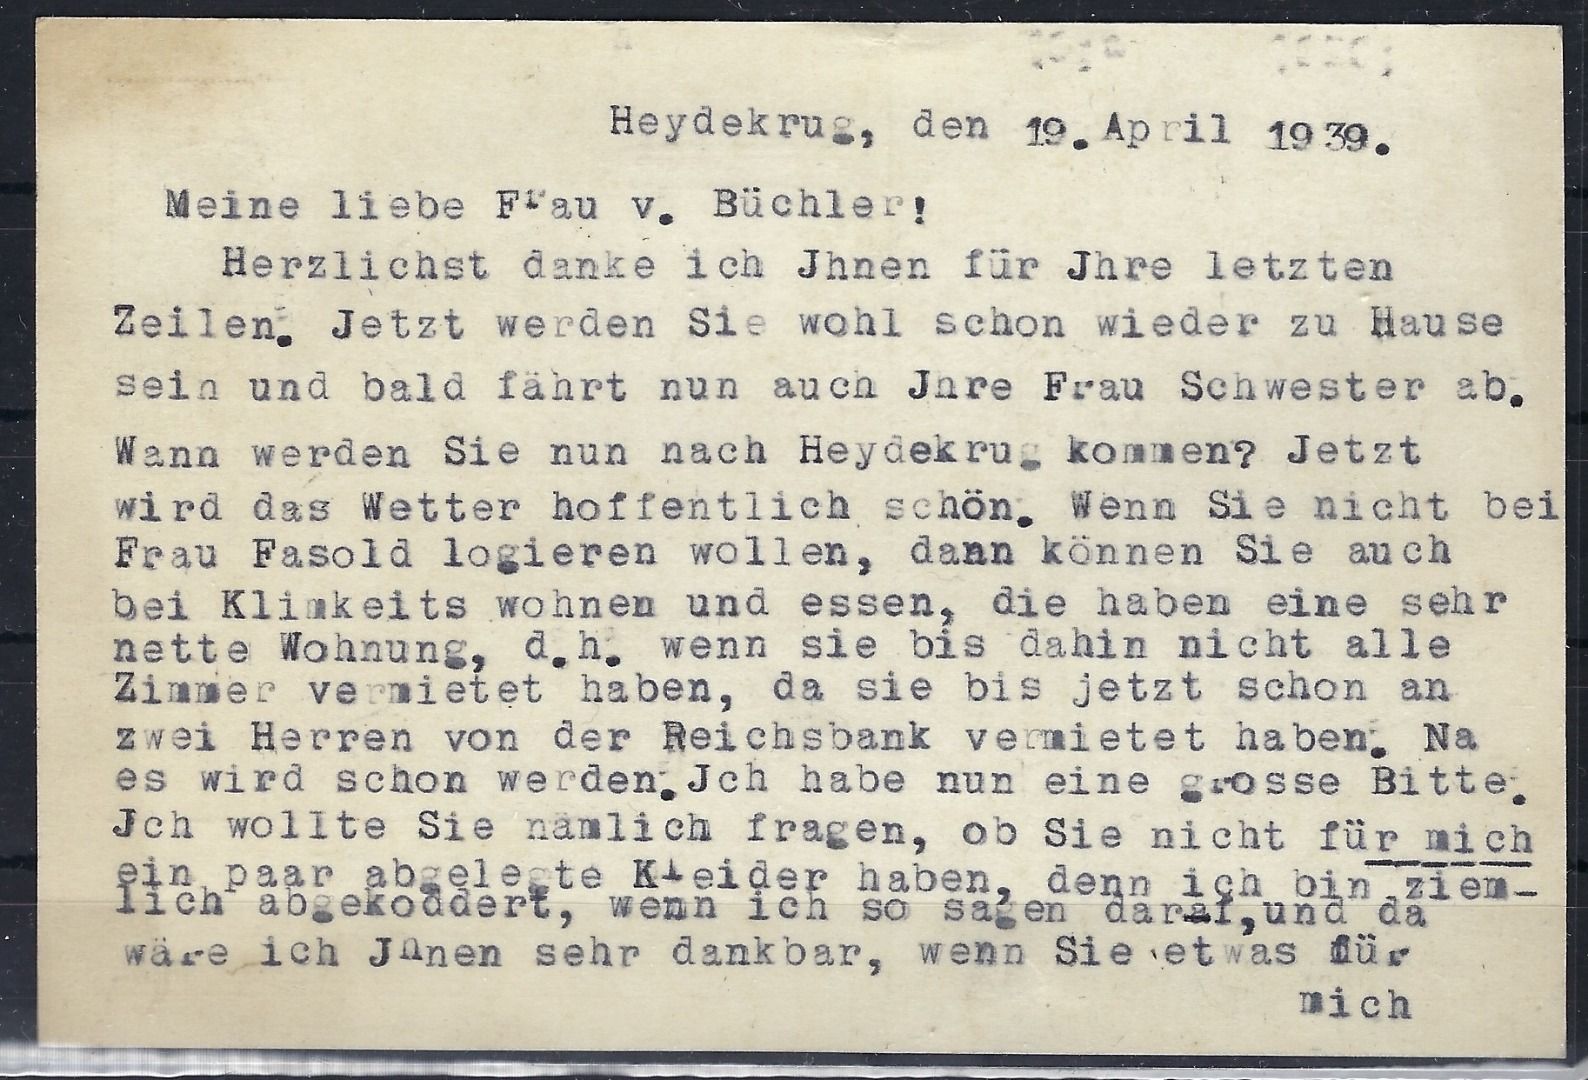 Heydekrug, den 19. April 1939.
Meine liebe Frau v. Büchler!
Herzlichst danke ich Jhnen für Jhre letzten
Zeilen. Jetzt werden Sie wohl schon wieder zu Hause
sein und bald fährt nun auch Jhre Frau Schwester ab.
Wann werden Sie nun nach Heydekrug kommen? Jetzt
wird das Wetter hoffentlich schön. Wenn Sie nicht bei
Frau Fasold logieren wollen, dann können Sie auch
bei Klimkeits wohnen und essen, die haben eine sehr
nette Wohnung, d.h. wenn sie bis dahin nicht alle
Zimmer vermietet haben, da sie bis jetzt schon an
zwei Herren von der Reichsbank vermietet haben. Na
es wird schon werden. Jch habe nun eine grosse Bitte.
Jch wollte Sie nämlich fragen, ob Sie nicht für mich
ein paar abgelegte Kleider haben, denn ich bin ziem-
lich abgekoddert, wenn ich so sagen daraf, und da
wäre ich Jhnen sehr dankbar, wenn Sie etwas für
mich